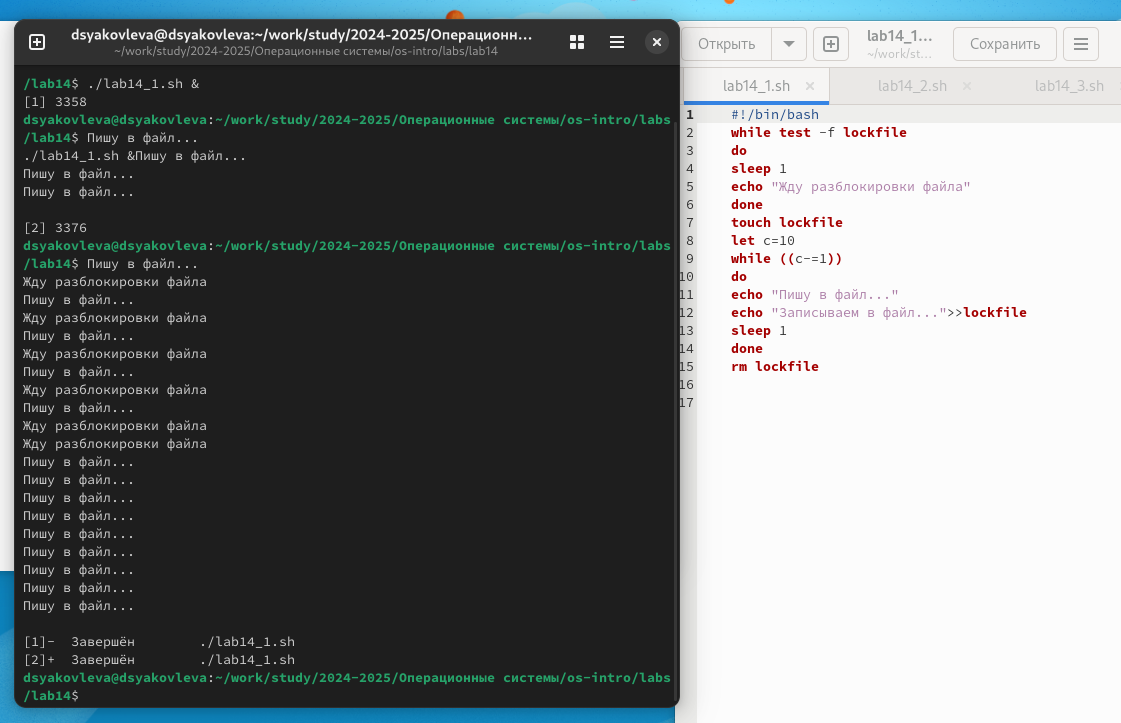 dsyakovleva@dsyakovleva:~/work/study/2024-2025/Операционн...
~/work/study/2024-2025/Операционные системы/os-intro/labs/lab14
/lab14$ ./lab14_1.sh &
[1] 3358
dsyakovleva@dsyakovleva:~/work/study/2024-2025/Операционные системы/os-intro/labs
/lab14$ Пишу в файл...
./lab14_1.sh &Пишу в файл...
Пишу в файл...
Пишу в файл...
[2] 3376
dsyakovleva@dsyakovleva:~/work/study/2024-2025/Операционные системы/os-intro/labs
/lab14$ Пишу в файл...
Жду разблокировки файла
Пишу в файл...
Жду разблокировки файла
Пишу в файл...
Жду разблокировки файла
Пишу в файл...
Жду разблокировки файла
Пишу в файл...
Жду разблокировки файла
Жду разблокировки файла
Пишу в файл...
Пишу в файл...
Пишу в файл...
Пишу в файл...
Пишу в файл...
Пишу в файл...
Пишу в файл...
Пишу в файл...
Пишу в файл...
[1]-  Завершён        ./lab14_1.sh
[2]+  Завершён        ./lab14_1.sh
dsyakovleva@dsyakovleva:~/work/study/2024-2025/Операционные системы/os-intro/labs
/lab14$
Открыть
lab14_1...
~/work/st...
Сохранить
lab14_1.sh
lab14_2.sh
lab14_3.sh
1 #!/bin/bash
2 while test -f lockfile
3 do
4 sleep 1
5 echo "Жду разблокировки файла"
6 done
7 touch lockfile
8 let c=10
9 while ((c-=1))
10 do
11 echo "Пишу в файл..."
12 echo "Записываем в файл...">>lockfile
13 sleep 1
14 done
15 rm lockfile
16
17